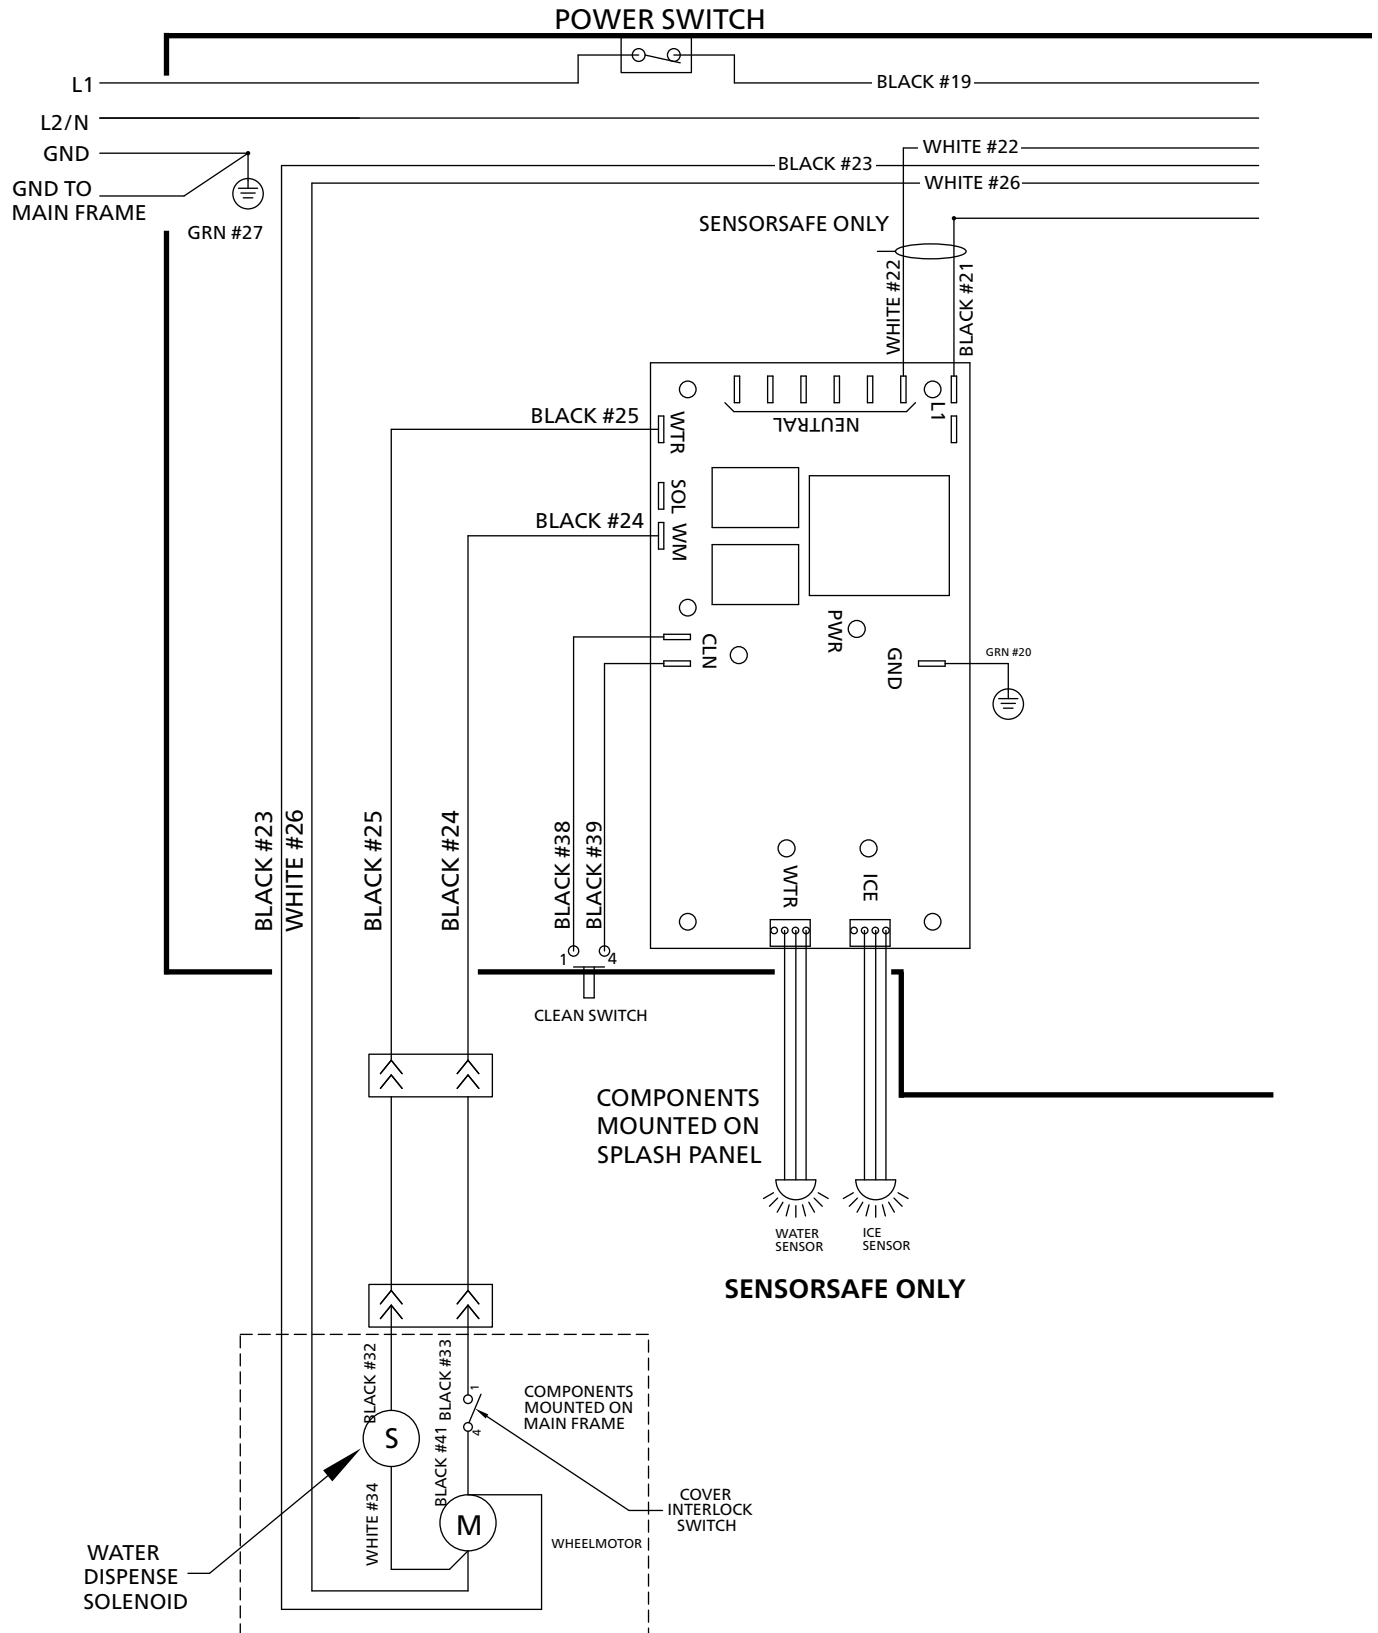 POWER SWITCH
L1
BLACK #19
L2/N
GND
WHITE #22
BLACK #23
WHITE #26
GND TO
MAIN FRAME
GRN #27
SENSORSAFE ONLY
WHITE #22
BLACK #21
BLACK #25
WTR
NEUTRAL
L1
SOL
BLACK #24
WM
CLN
PWR
GND
GRN #20
BLACK #23
WHITE #26
BLACK #25
BLACK #24
BLACK #38
BLACK #39
WTR
ICE
1
4
CLEAN SWITCH
COMPONENTS
MOUNTED ON
SPLASH PANEL
WATER
SENSOR
ICE
SENSOR
SENSORSAFE ONLY
BLACK #32
BLACK #33
1
4
COMPONENTS
MOUNTED ON
MAIN FRAME
S
BLACK #41
WHITE #34
COVER
INTERLOCK
SWITCH
M
WHEELMOTOR
WATER
DISPENSE
SOLENOID